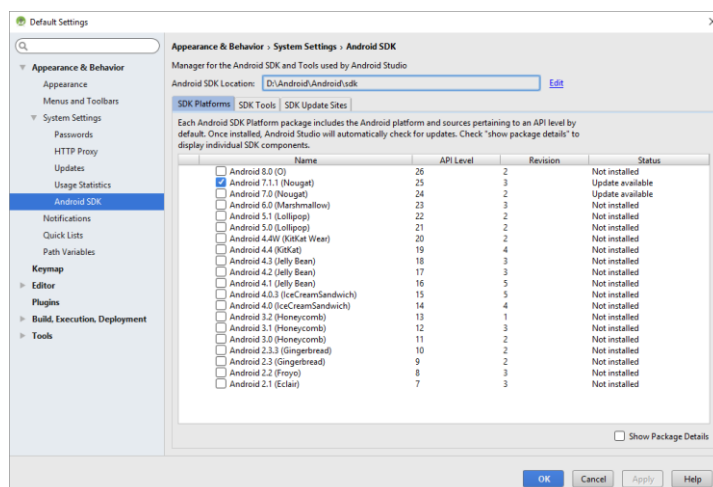 Default Settings
Appearance & Behavior › System Settings › Android SDK
Manager for the Android SDK and Tools used by Android Studio
Android SDK Location: D:\Android\Android\sdk Edit
Appearance & Behavior
Appearance
Menus and Toolbars
System Settings
Passwords
HTTP Proxy
Updates
Usage Statistics
Android SDK
Notifications
Quick Lists
Path Variables
Keymap
Editor
Plugins
Build, Execution, Deployment
Tools
SDK Platforms SDK Tools SDK Update Sites
Each Android SDK Platform package includes the Android platform and sources pertaining to an API level by
default. Once installed, Android Studio will automatically check for updates. Check "show package details" to
display individual SDK components.
Name API Level Revision Status
Android 8.0 (O) 26 2 Not installed
Android 7.1.1 (Nougat) 25 3 Update available
Android 7.0 (Nougat) 24 2 Update available
Android 6.0 (Marshmallow) 23 3 Not installed
Android 5.1 (Lollipop) 22 2 Not installed
Android 5.0 (Lollipop) 21 2 Not installed
Android 4.4W (KitKat Wear) 20 2 Not installed
Android 4.4 (KitKat) 19 4 Not installed
Android 4.3 (Jelly Bean) 18 3 Not installed
Android 4.2 (Jelly Bean) 17 3 Not installed
Android 4.1 (Jelly Bean) 16 5 Not installed
Android 4.0.3 (IceCreamSandwich) 15 5 Not installed
Android 4.0 (IceCreamSandwich) 14 4 Not installed
Android 3.2 (Honeycomb) 13 1 Not installed
Android 3.1 (Honeycomb) 12 3 Not installed
Android 3.0 (Honeycomb) 11 2 Not installed
Android 2.3.3 (Gingerbread) 10 2 Not installed
Android 2.3 (Gingerbread) 9 2 Not installed
Android 2.2 (Froyo) 8 3 Not installed
Android 2.1 (Eclair) 7 3 Not installed
Show Package Details
OK Cancel Apply Help